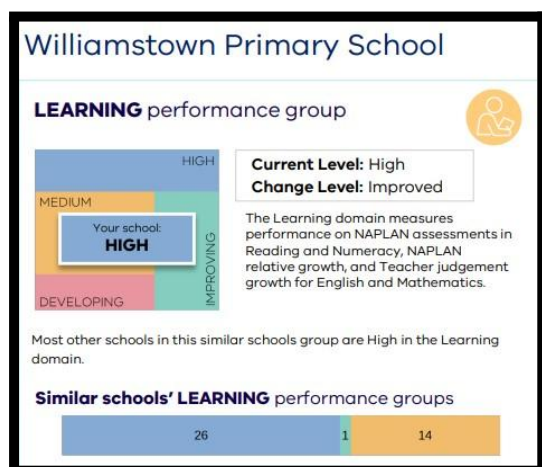 Williamstown Primary School
LEARNING performance group
HIGH
MEDIUM
Your school:
HIGH
IMPROVING
DEVELOPING
Current Level: High
Change Level: Improved
The Learning domain measures
performance on NAPLAN assessments in
Reading and Numeracy, NAPLAN
relative growth, and Teacher judgement
growth for English and Mathematics.
Most other schools in this similar schools group are High in the Learning
domain.
Similar schools' LEARNING performance groups
26 1 14